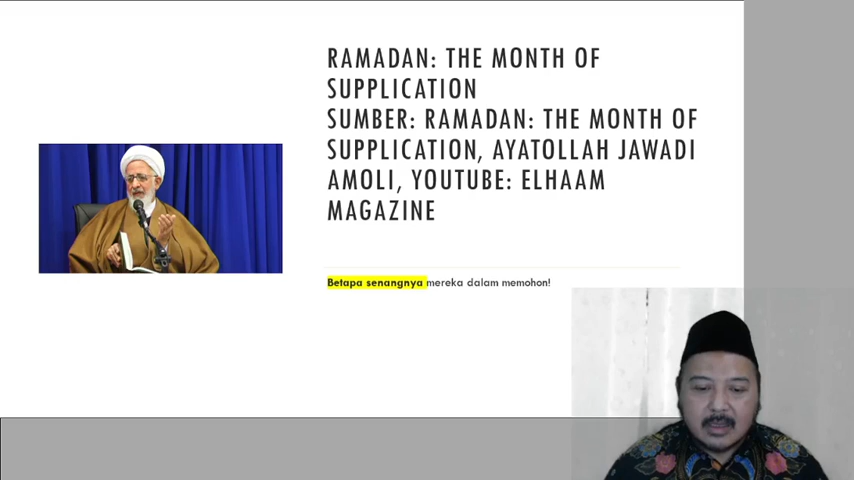 RAMADAN: THE MONTH OF
SUPPLICATION
SUMBER: RAMADAN: THE MONTH OF
SUPPLICATION, AYATOLLAH JAWADI
AMOLI, YOUTUBE: ELHAAM
MAGAZINE
Betapa senangnya mereka dalam memohon!